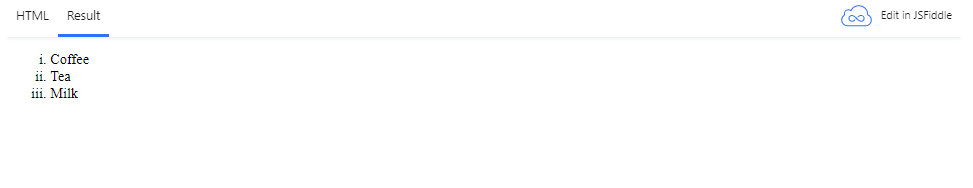 HTML Result Edit in JSFiddle
i. Coffee
ii. Tea
iii. Milk